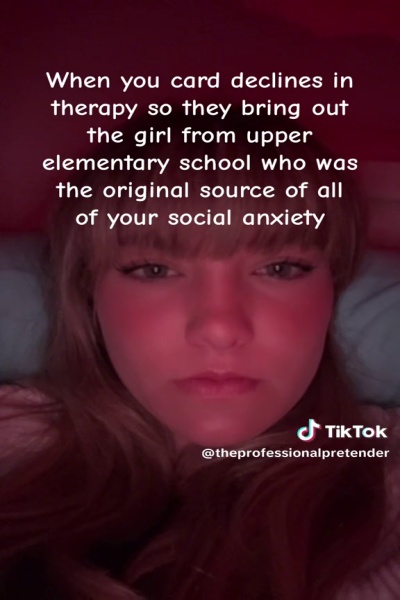 When you card declines in
therapy so they bring out
the girl from upper
elementary school who was
the original source of all
of your social anxiety
TikTok
@theprofessionalpretender